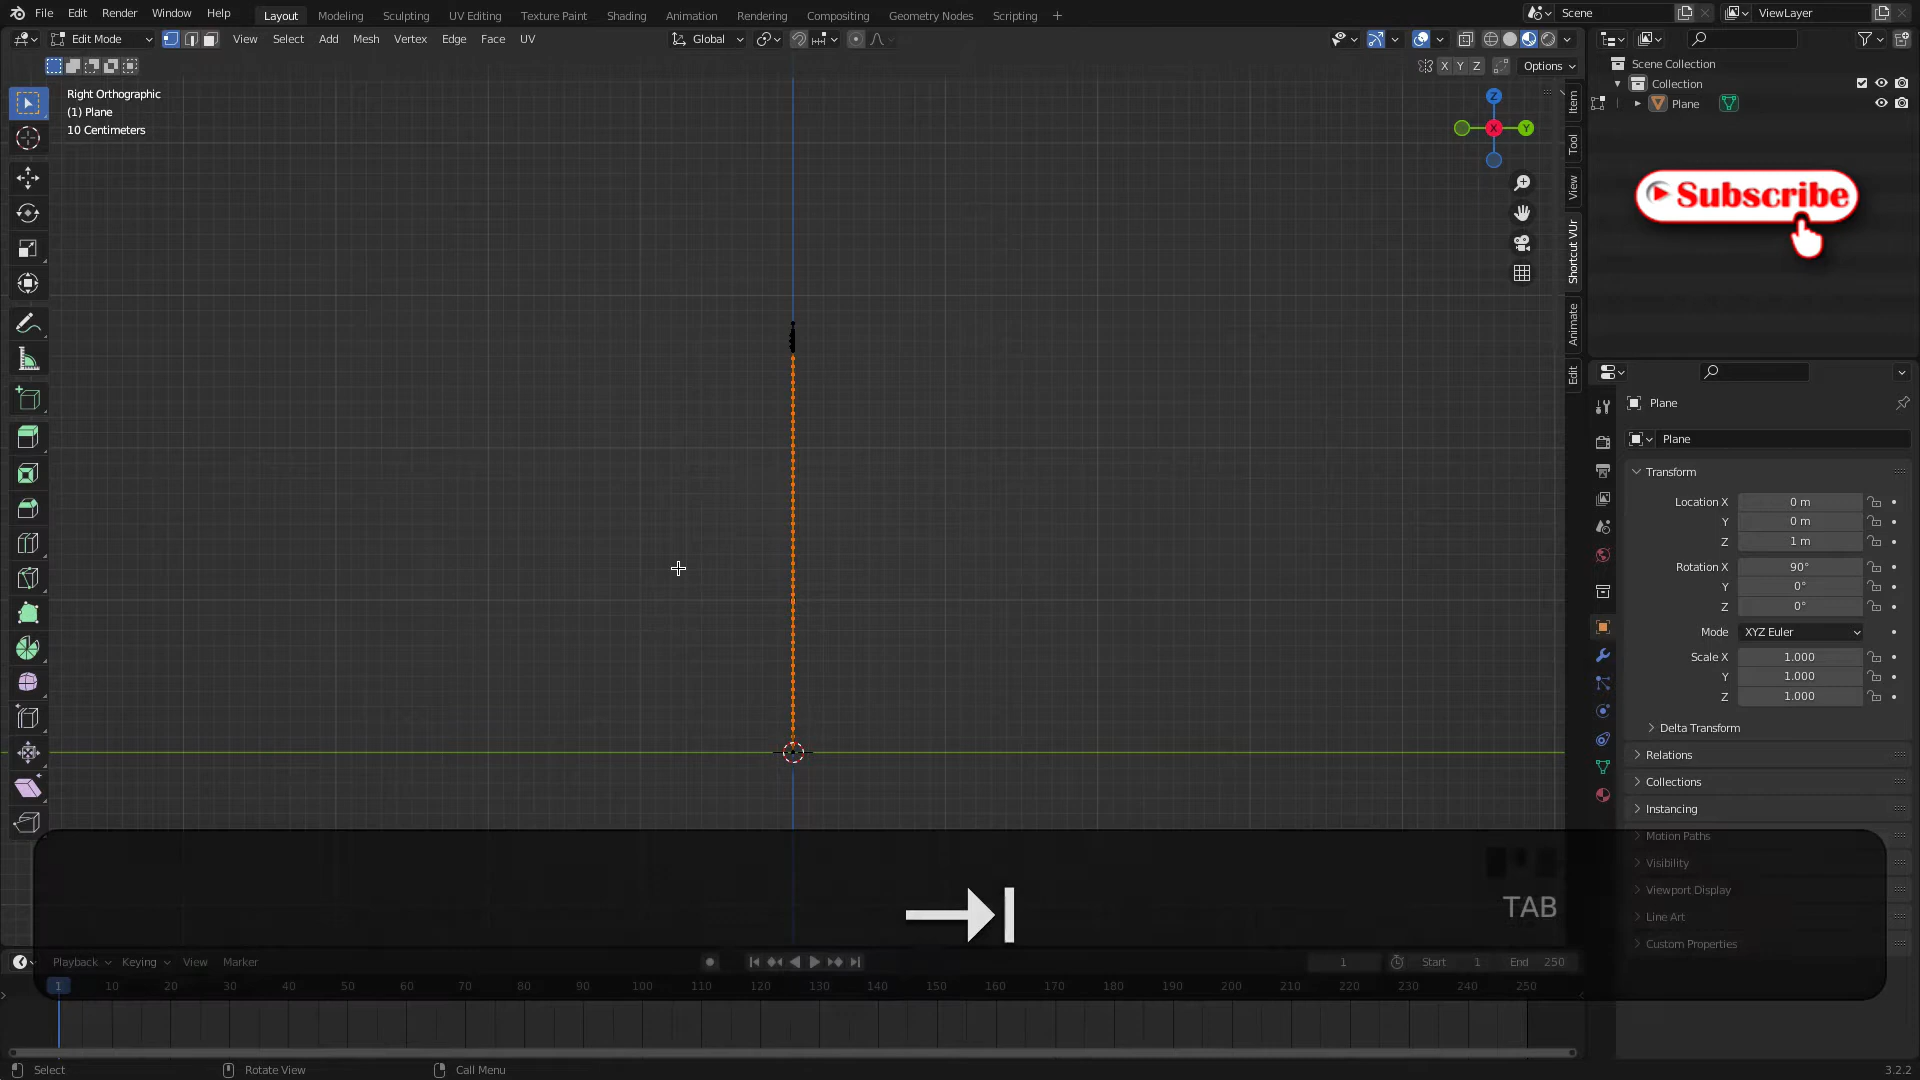 File Edit Render Window Help Layout Modeling Sculpting UV Editing Texture Paint Shading Animation Rendering Compositing Geometry Nodes Scripting + Scene ViewLayer
Edit Mode View Select Add Mesh Vertex Edge Face UV Global
X Y Z Options
Right Orthographic
(1) Plane
10 Centimeters
Z
X
Y
Item
Tool
View
Shortcut VUr
Animate
Edit
Scene Collection
Collection
Plane
Subscribe
Plane
Plane
Transform
Location X 0 m
Y 0 m
Z 1 m
Rotation X 90°
Y 0°
Z 0°
Mode XYZ Euler
Scale X 1.000
Y 1.000
Z 1.000
Delta Transform
Relations
Collections
Instancing
Motion Paths
Visibility
Viewport Display
Line Art
Custom Properties
TAB
Playback Keying View Marker 1 Start 1 End 250
1 10 20 30 40 50 60 70 80 90 100 110 120 130 140 150 160 170 180 190 200 210 220 230 240 250
Select Rotate View Call Menu 3.2.2